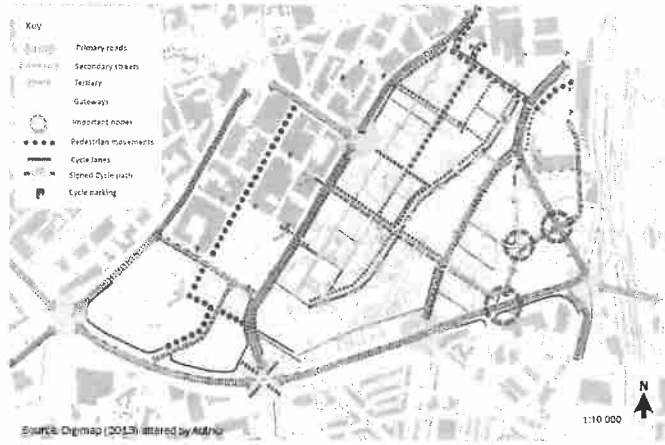 Key
Primary roads
Secondary streets
Tertiary
Gateways
Important nodes
Pedestrian movements
Cycle lanes
Signed Cycle path
Cycle parking
N
1:10 000
Source: Digimap (2013) altered by Author